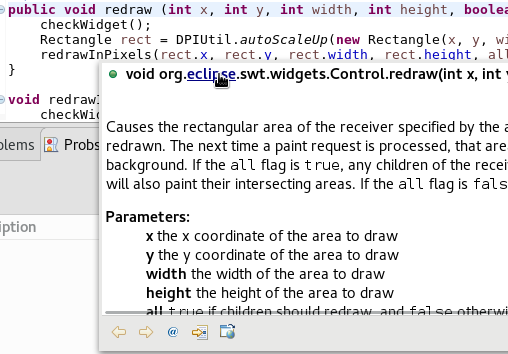 public void redraw (int x, int y, int width, int height, boolea
checkWidget();
Rectangle rect = DPIUtil.autoScaleUp(new Rectangle(x, y, wi
redrawInPixels(rect.x, rect.y, rect.width, rect.height, all
}
void redrawI
checkWid
void org.eclipse.swt.widgets.Control.redraw(int x, int y
Causes the rectangular area of the receiver specified by the a
redrawn. The next time a paint request is processed, that are
background. If the all flag is true, any children of the recei
will also paint their intersecting areas. If the all flag is fals
Parameters:
x the x coordinate of the area to draw
y the y coordinate of the area to draw
width the width of the area to draw
height the height of the area to draw
all true if children should redraw, and false otherwi
olems
Probs
ription
@